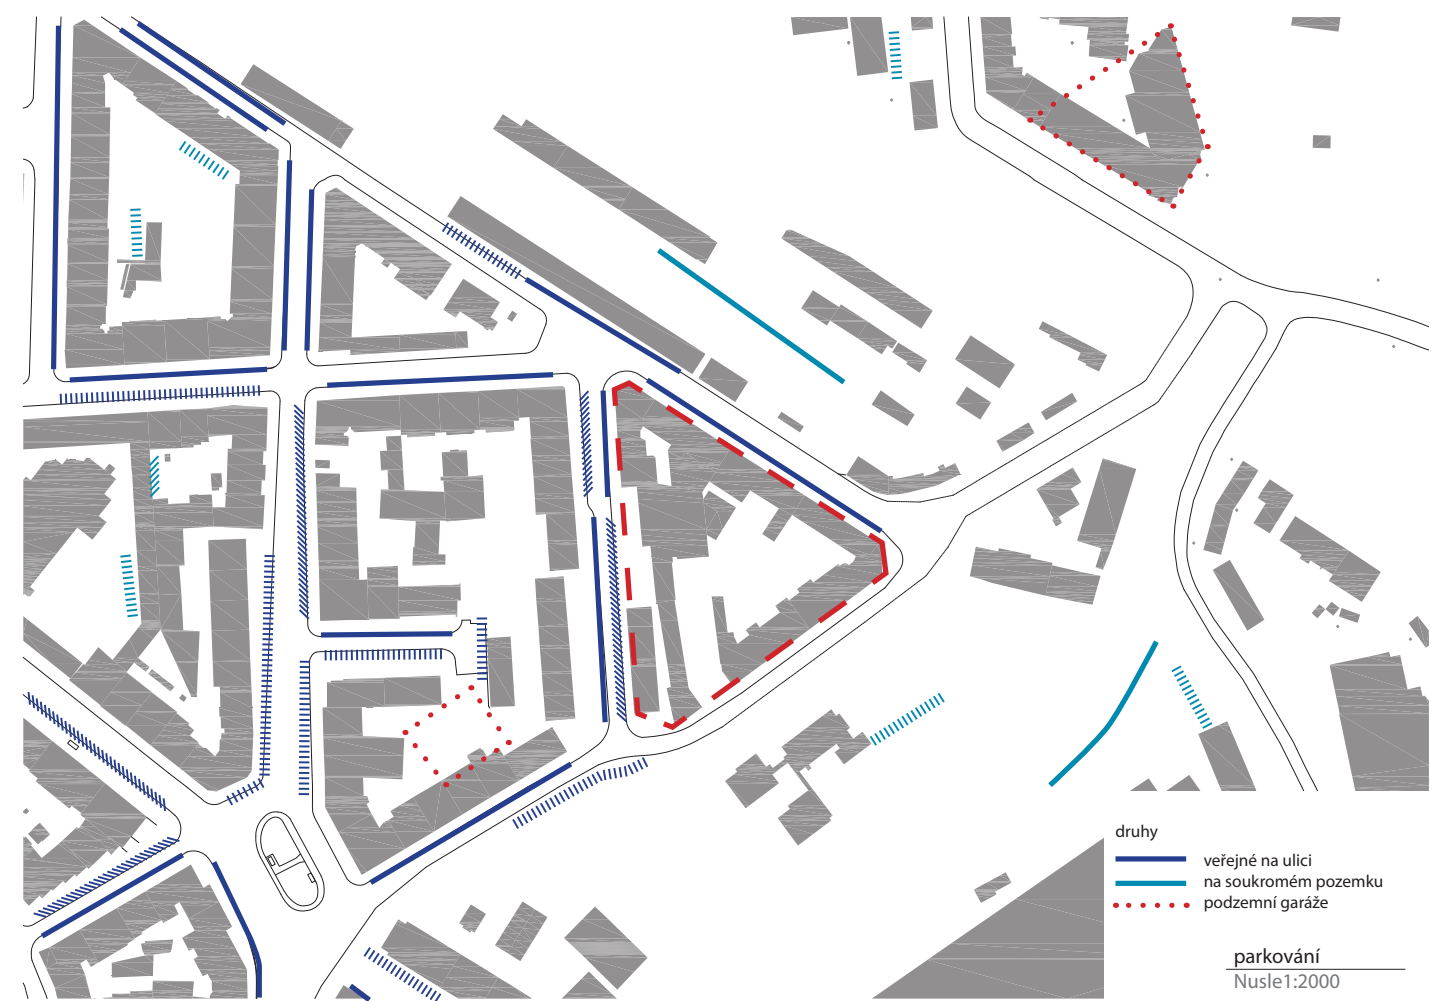 druhy
veřejné na ulici
na soukromém pozemku
podzemní garáže
parkování
Nusle1:2000